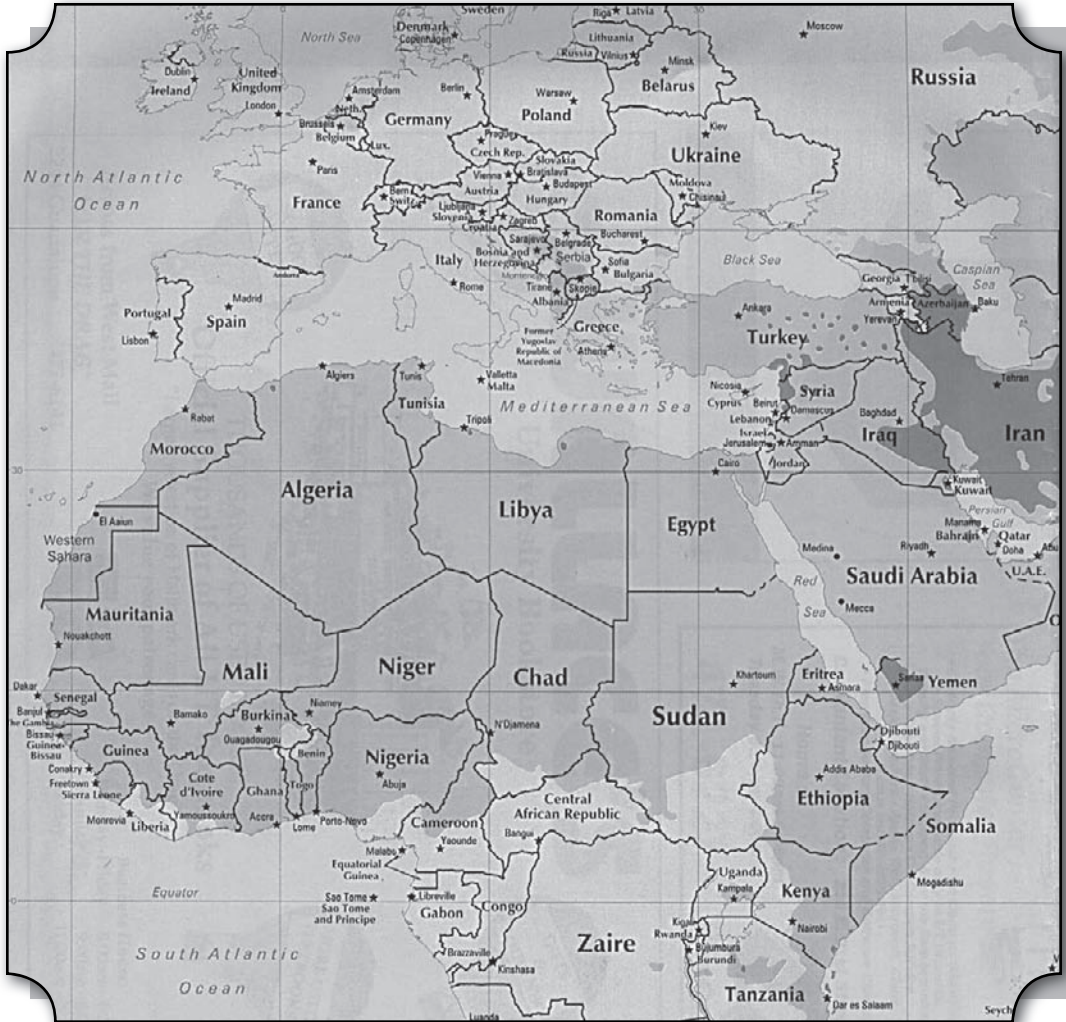 Sweden
Riga
Latvia
Denmark
Copenhagen
North Sea
Lithuania
Moscow
Russia
Vilnius
Minsk
Belarus
Russia
Dublin
Ireland
United
Kingdom
London
Amsterdam
Neth.
Berlin
Germany
Warsaw
Poland
Brussels
Belgium
Lux.
Kiev
Ukraine
Prague
Czech Rep.
Slovakia
Paris
France
Vienna
Bratislava
Austria
Budapest
Hungary
Moldova
Chisinau
North Atlantic
Ocean
Bern
Switz.
Ljubljana
Slovenia
Zagreb
Croatia
Romania
Bucharest
Sarajevo
Bosnia and
Herzegovina
Belgrade
Serbia
Montenegro
Sofia
Bulgaria
Italy
Rome
Tirane
Albania
Skopje
Former
Yugoslav
Republic of
Macedonia
Greece
Athens
Black Sea
Georgia
Tbilisi
Caspian
Sea
Armenia
Azerbaijan
Baku
Yerevan
Andorra
Madrid
Spain
Portugal
Lisbon
Ankara
Turkey
Tehran
Iran
Algiers
Tunis
Tunisia
Valletta
Malta
Tripoli
Mediterranean Sea
Nicosia
Cyprus
Syria
Beirut
Damascus
Lebanon
Israel
Jerusalem
Amman
Jordan
Baghdad
Iraq
Rabat
Morocco
30
Algeria
Libya
Cairo
Egypt
Kuwait
Kuwait
Persian
Gulf
Manama
Bahrain
Qatar
Doha
Abu
U.A.E.
El Aaiun
Western
Sahara
Medina
Riyadh
Saudi Arabia
Red
Sea
Mecca
O
Mauritania
Nouakchott
Mali
Niger
Chad
Khartoum
Sudan
Eritrea
Asmara
Sanaa
Yemen
Dakar
Senegal
Banjul
The Gambia
Bissau
Guinea-
Bissau
Bamako
Burkina
Ouagadougou
Niamey
N'Djamena
Djibouti
Djibouti
Guinea
Benin
Nigeria
Abuja
Conakry
Freetown
Sierra Leone
Cote
d'Ivoire
Yamoussoukro
Ghana
Togo
Accra
Lome
Porto-Novo
Monrovia
Liberia
Addis Ababa
Ethiopia
Somalia
Central
African Republic
Bangui
Cameroon
Yaounde
Malabo
Equatorial
Guinea
Mogadishu
Equator
0
Sao Tome
Sao Tome
and Principe
Libreville
Gabon
Congo
Uganda
Kampala
Kenya
Nairobi
Zaire
Rwanda
Bujumbura
Burundi
Brazzaville
Kinshasa
South Atlantic
Ocean
Tanzania
Dar es Salaam
Luanda
Seych